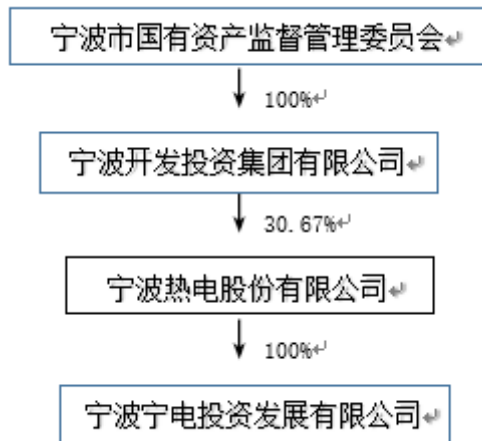 宁波市国有资产监督管理委员会↵
100%↵
宁波开发投资集团有限公司↵
30.67%↵
宁波热电股份有限公司↵
100%↵
宁波宁电投资发展有限公司↵